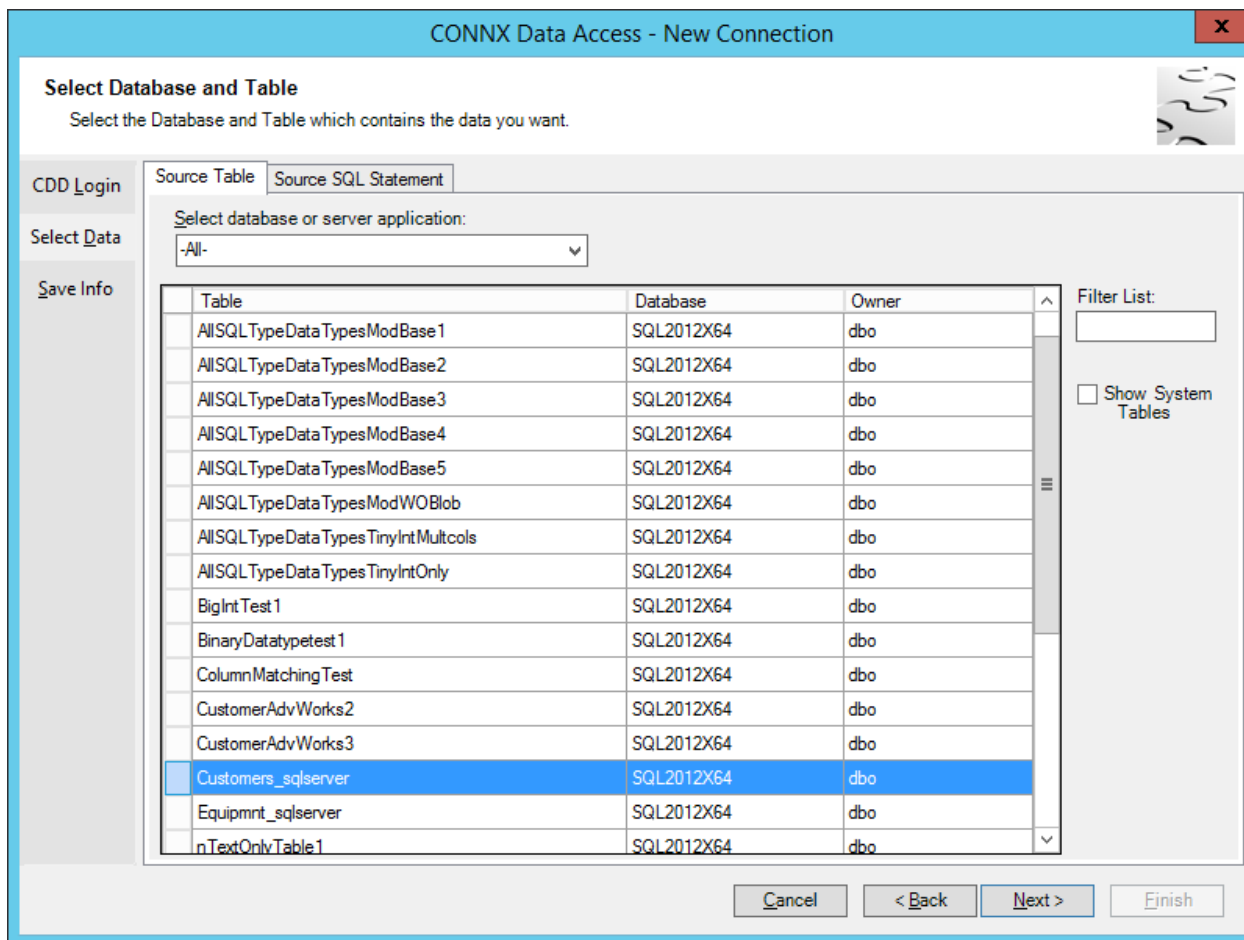 CONNX Data Access - New Connection
x
Select Database and Table
Select the Database and Table which contains the data you want.
CDD Login
Select Data
Save Info
Source Table Source SQL Statement
Select database or server application:
-All-
Table Database Owner
AllSQLTypeDataTypesModBase1 SQL2012X64 dbo
AllSQLTypeDataTypesModBase2 SQL2012X64 dbo
AllSQLTypeDataTypesModBase3 SQL2012X64 dbo
AllSQLTypeDataTypesModBase4 SQL2012X64 dbo
AllSQLTypeDataTypesModBase5 SQL2012X64 dbo
AllSQLTypeDataTypesModWOBlob SQL2012X64 dbo
AllSQLTypeDataTypesTinyIntMultcols SQL2012X64 dbo
AllSQLTypeDataTypesTinyIntOnly SQL2012X64 dbo
BigIntTest1 SQL2012X64 dbo
BinaryDatatypetest1 SQL2012X64 dbo
ColumnMatchingTest SQL2012X64 dbo
CustomerAdvWorks2 SQL2012X64 dbo
CustomerAdvWorks3 SQL2012X64 dbo
Customers_sqlserver SQL2012X64 dbo
Equipmnt_sqlserver SQL2012X64 dbo
nTextOnlyTable1 SQL2012X64 dbo
Filter List:
Show System
Tables
Cancel < Back Next > Finish